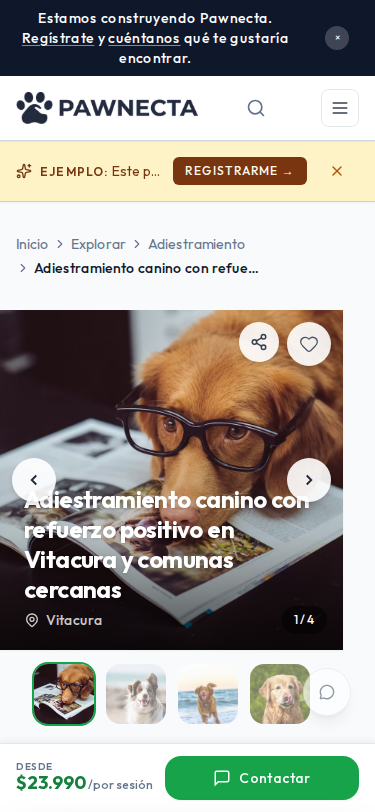 Estamos construyendo Pawnecta.
Regístrate y cuéntanos qué te gustaría
encontrar.
×
PAWNECTA
EJEMPLO: Este p... REGISTRARME →
Inicio > Explorar > Adiestramiento
> Adiestramiento canino con refue...
Adiestramiento canino con
refuerzo positivo en
Vitacura y comunas
cercanas
Vitacura
1/4
DESDE
$23.990/por sesión
Contactar